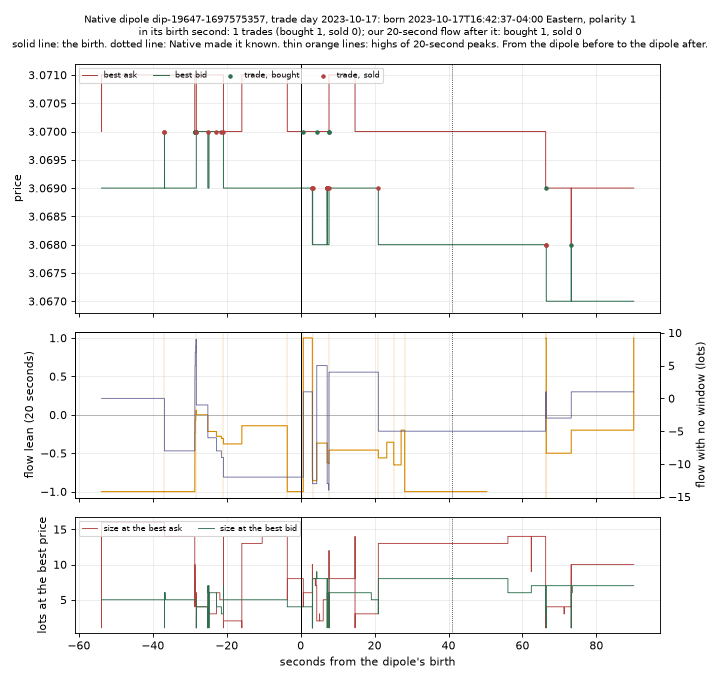 Native dipole dip-19647-1697575357, trade day 2023-10-17: born 2023-10-17T16:42:37-04:00 Eastern, polarity 1
in its birth second: 1 trades (bought 1, sold 0); our 20-second flow after it: bought 1, sold 0
solid line: the birth. dotted line: Native made it known. thin orange lines: highs of 20-second peaks. From the dipole before to the dipole after.
best ask
best bid
trade, bought
trade, sold
3.0710
3.0705
3.0700
3.0695
3.0690
3.0685
3.0680
3.0675
3.0670
price
1.0
0.5
0.0
−0.5
−1.0
flow lean (20 seconds)
10
5
0
−5
−10
−15
flow with no window (lots)
size at the best ask
size at the best bid
15
10
5
lots at the best price
−60
−40
−20
0
20
40
60
80
seconds from the dipole's birth